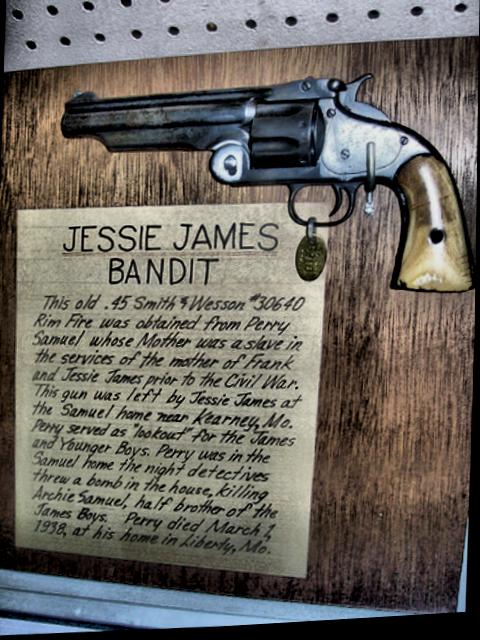 JESSIE JAMES
BANDIT
This old .45 Smith & Wesson #30640
Rim Fire was obtained from Perry
Samuel whose Mother was a slave in
the services of the mother of Frank
and Jessie James prior to the Civil War.
This gun was left by Jessie James at
the Samuel home near Kearney, Mo.
Perry served as "lookout" for the James
and Younger Boys. Perry was in the
Samuel home the night detectives
threw a bomb in the house, killing
Archie Samuel, half brother of the
James Boys. Perry died March 1,
1938, at his home in Liberty, Mo.